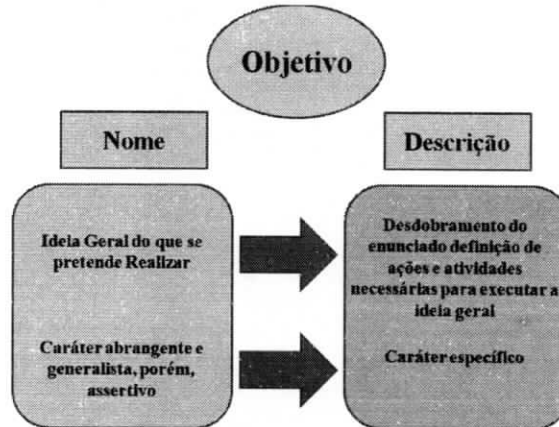 Objetivo
Nome
Descrição
Ideia Geral do que se
pretende Realizar
Desdobramento do
enunciado definição de
ações e atividades
necessárias para executar a
ideia geral
Caráter abrangente e
generalista, porém,
assertivo
Caráter específico